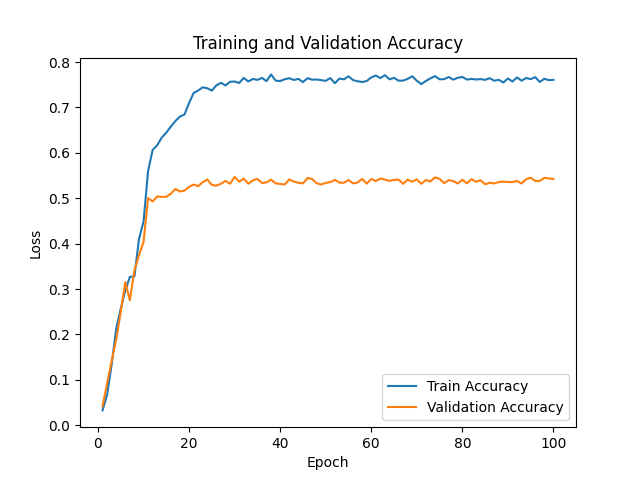 Training and Validation Accuracy
0.8
0.7
0.6
0.5
0.4
0.3
0.2
0.1
0.0
Loss
Train Accuracy
Validation Accuracy
0 20 40 60 80 100
Epoch